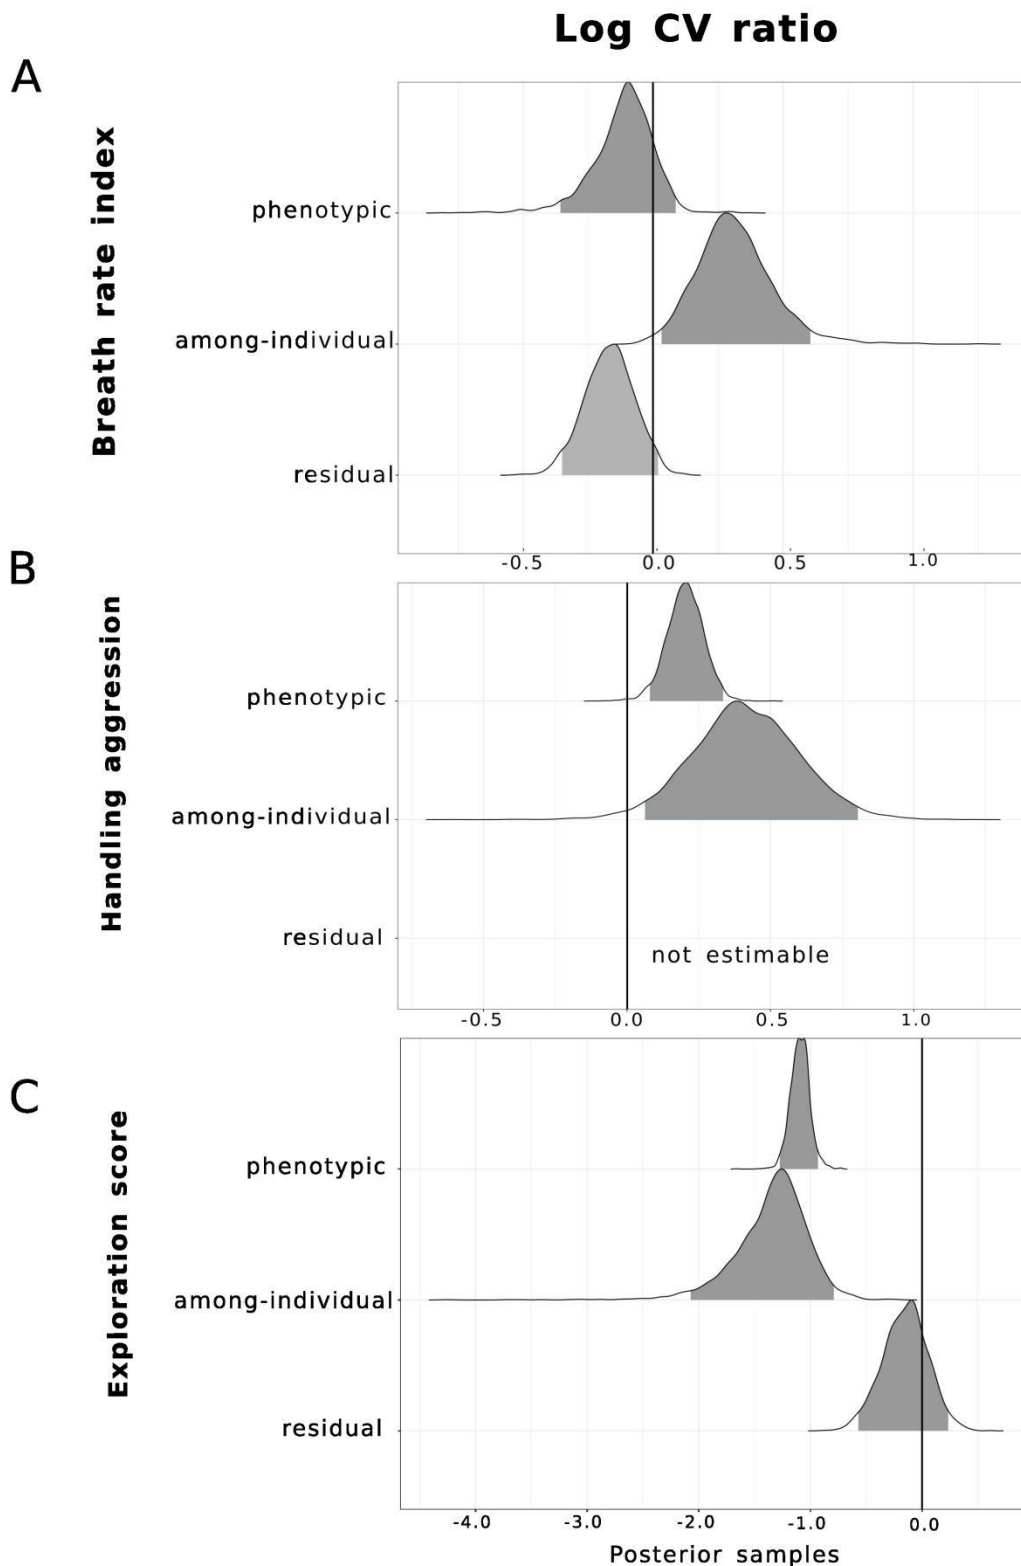 Log CV ratio
A
Breath rate index
phenotypic
among-individual
residual
-0.5 0.0 0.5 1.0
B
Handling aggression
phenotypic
among-individual
residual
not estimable
-0.5 0.0 0.5 1.0
C
Exploration score
phenotypic
among-individual
residual
-4.0 -3.0 -2.0 -1.0 0.0
Posterior samples